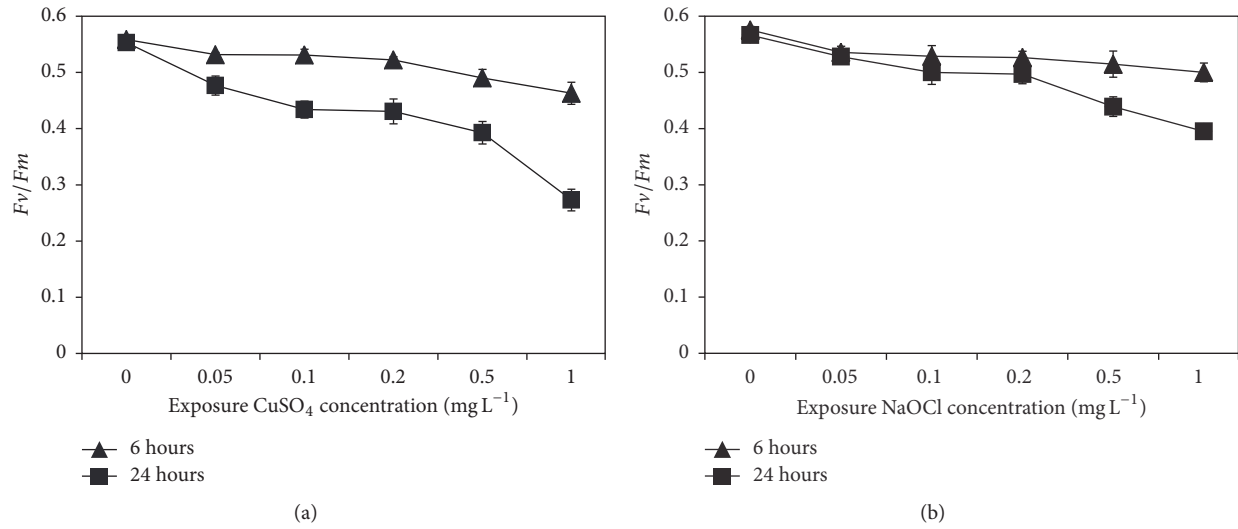 0.6
0.5
0.4
0.3
0.2
0.1
0
Fv/Fm
0 0.05 0.1 0.2 0.5 1
Exposure CuSO₄ concentration (mg L⁻¹)
6 hours
24 hours
(a)
0.6
0.5
0.4
0.3
0.2
0.1
0
Fv/Fm
0 0.05 0.1 0.2 0.5 1
Exposure NaOCl concentration (mg L⁻¹)
6 hours
24 hours
(b)